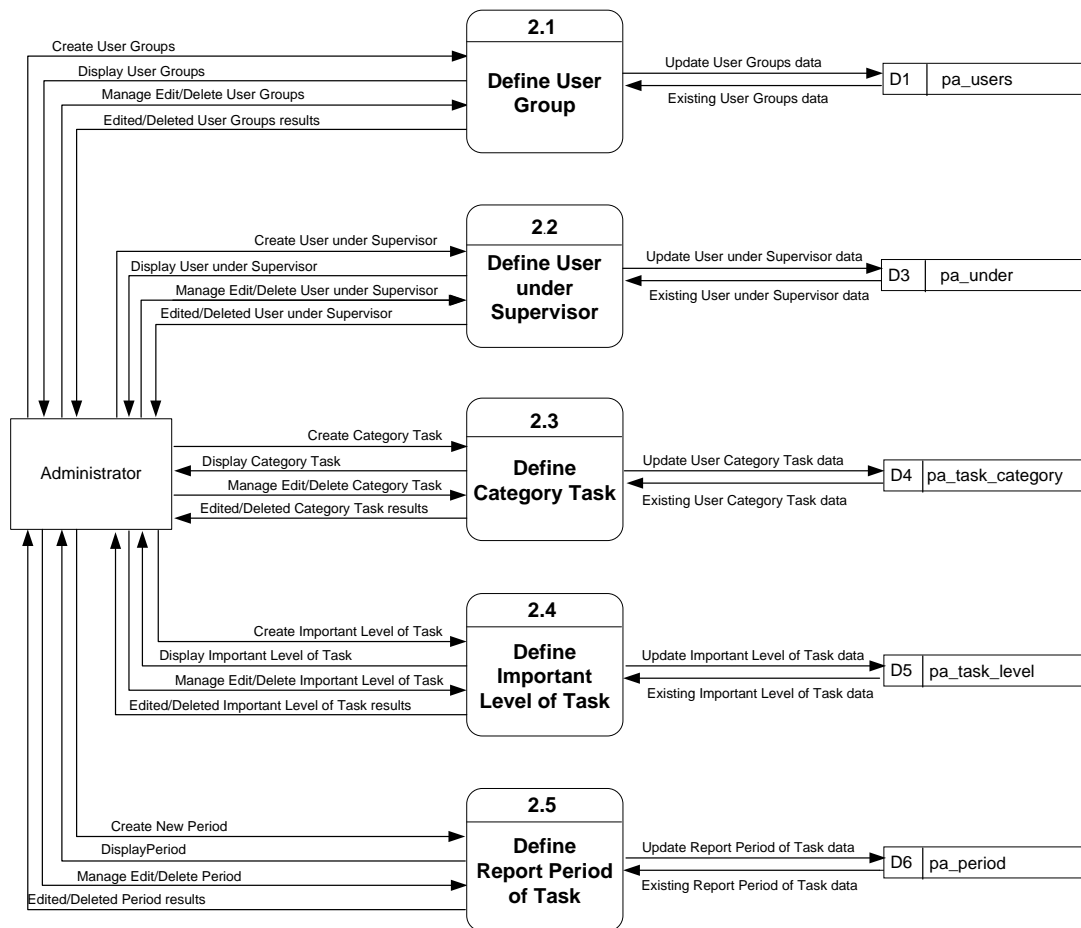 2.1
Create User Groups
Define User
Group
Update User Groups data
D1
pa_users
Display User Groups
Manage Edit/Delete User Groups
Existing User Groups data
Edited/Deleted User Groups results
2.2
Create User under Supervisor
Define User
under
Supervisor
Update User under Supervisor data
D3
pa_under
Display User under Supervisor
Manage Edit/Delete User under Supervisor
Existing User under Supervisor data
Edited/Deleted User under Supervisor
2.3
Administrator
Create Category Task
Define
Category Task
Update User Category Task data
D4
pa_task_category
Display Category Task
Manage Edit/Delete Category Task
Existing User Category Task data
Edited/Deleted Category Task results
2.4
Create Important Level of Task
Define
Important
Level of Task
Update Important Level of Task data
D5
pa_task_level
Display Important Level of Task
Manage Edit/Delete Important Level of Task
Existing Important Level of Task data
Edited/Deleted Important Level of Task results
2.5
Create New Period
Define
Report Period
of Task
Update Report Period of Task data
D6
pa_period
DisplayPeriod
Manage Edit/Delete Period
Existing Report Period of Task data
Edited/Deleted Period results